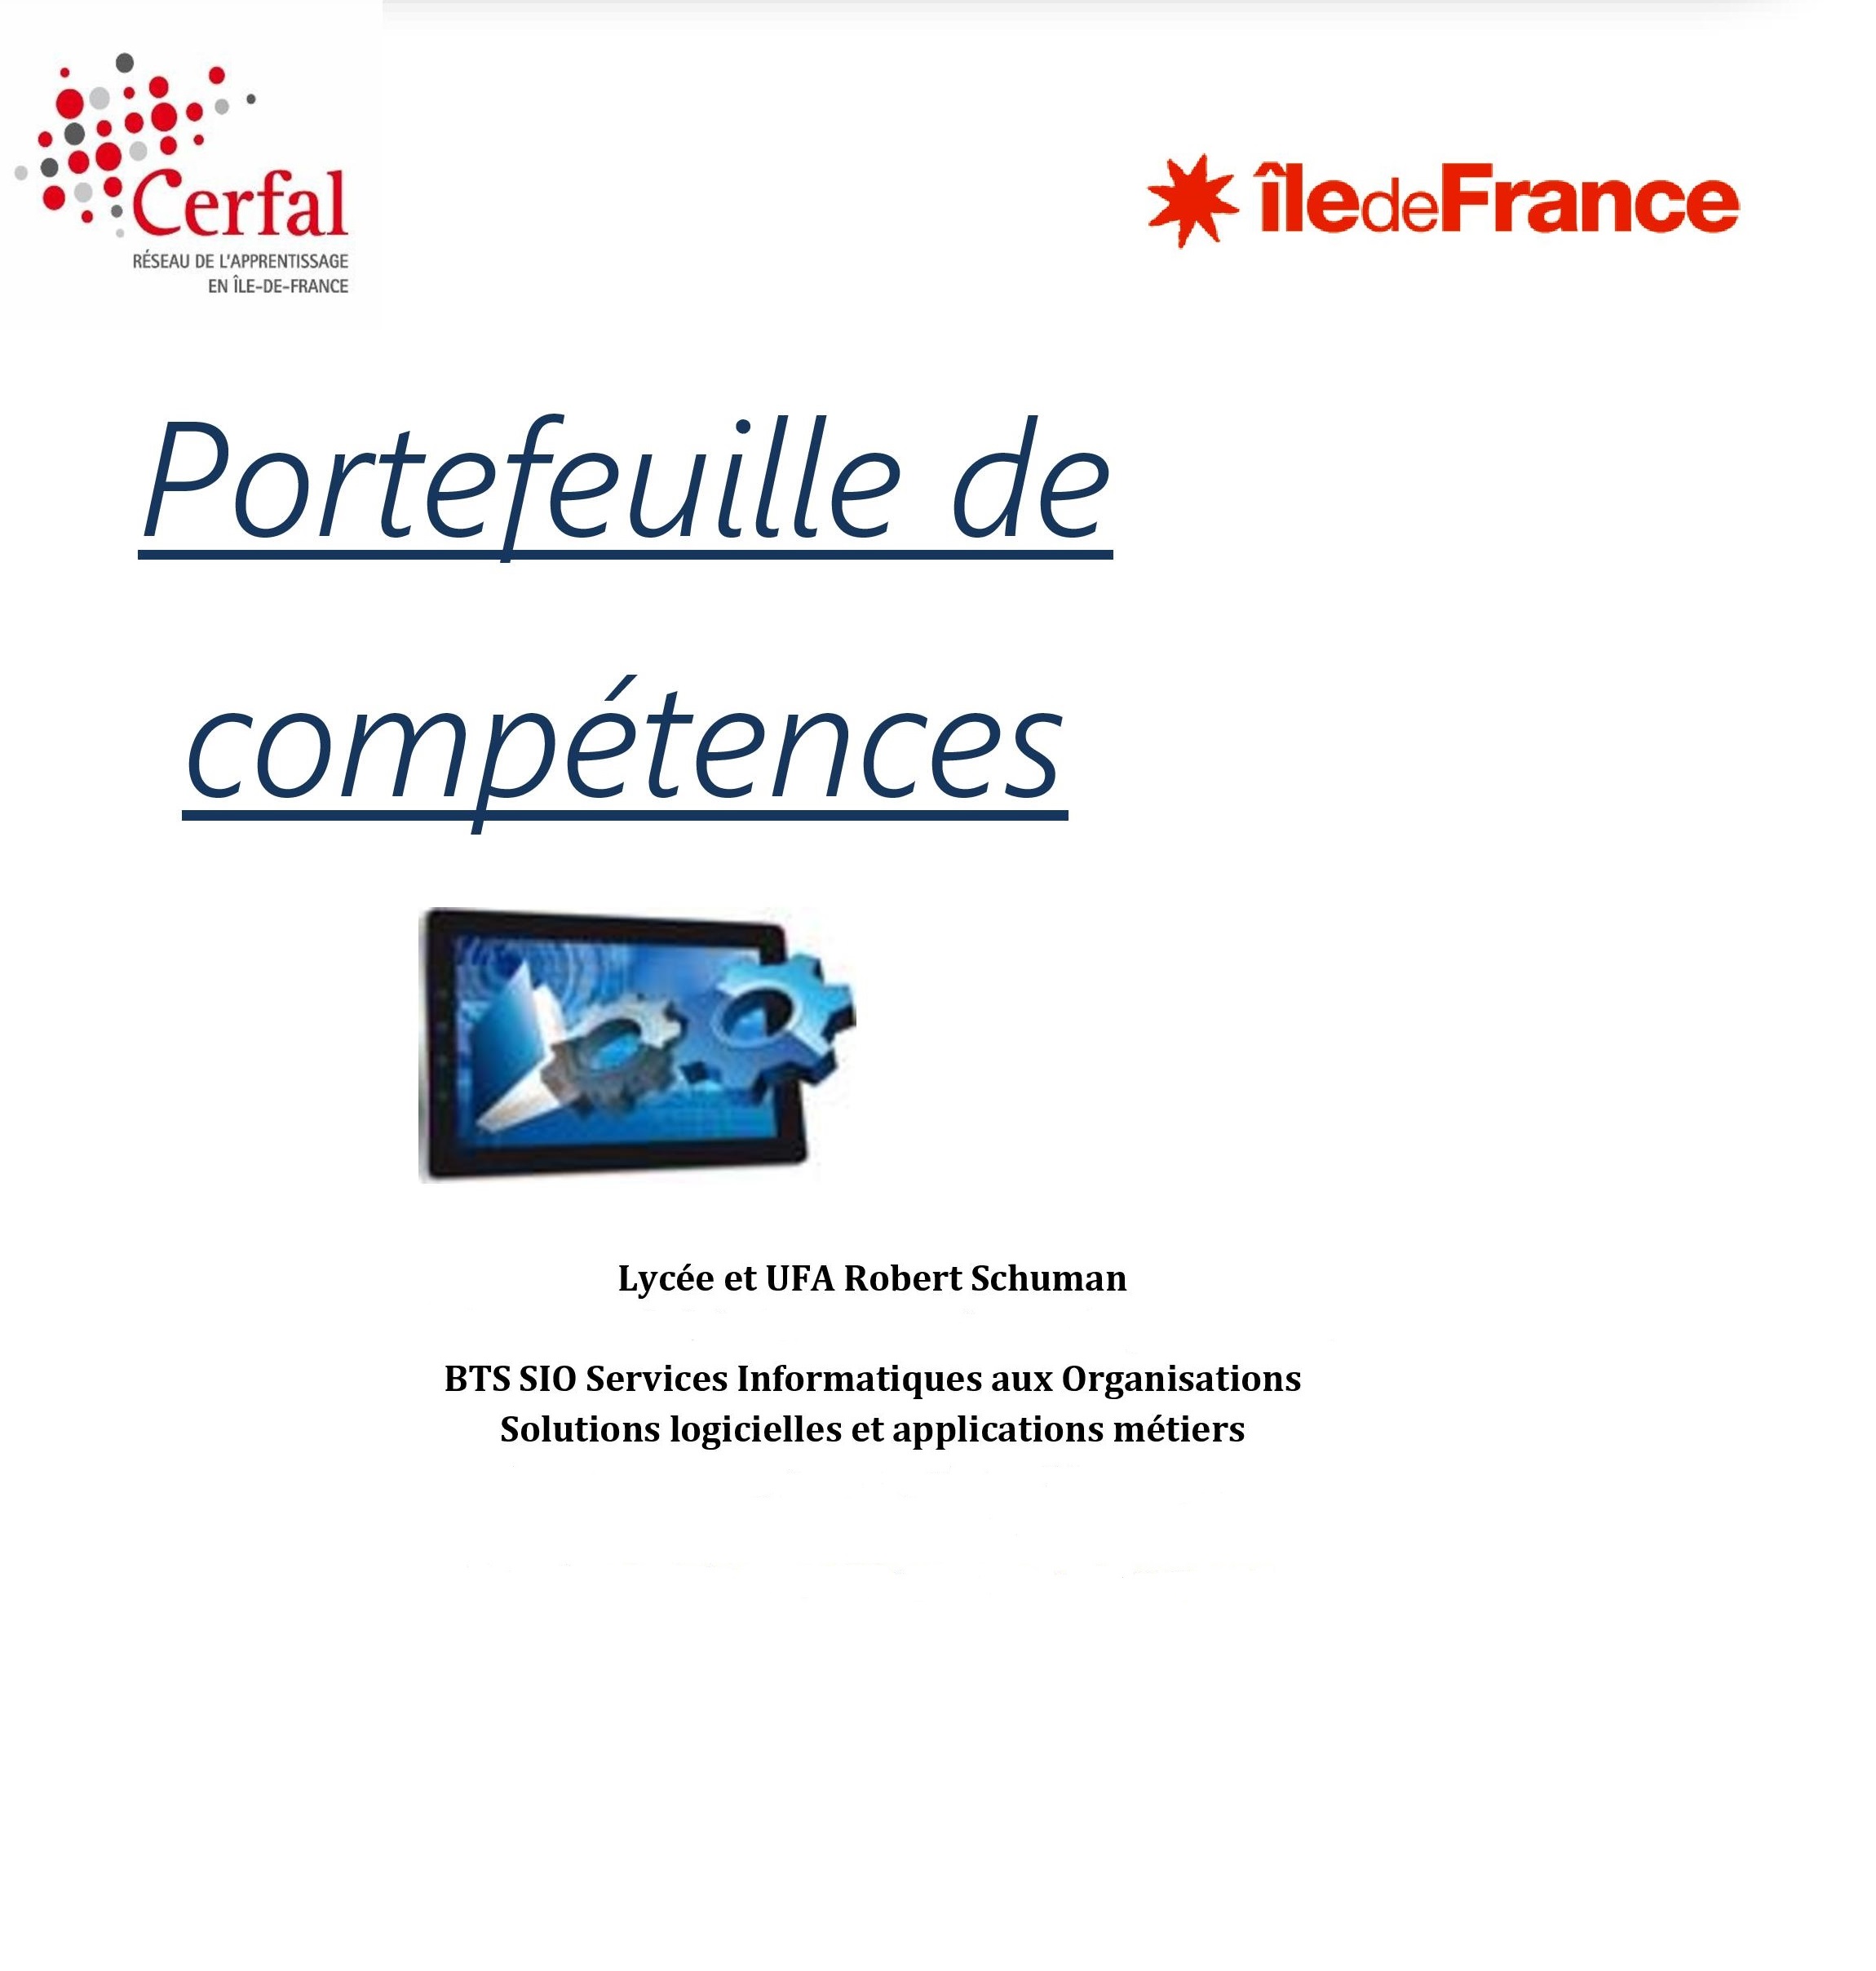 Cerfal
RÉSEAU DE L'APPRENTISSAGE
EN ÎLE-DE-FRANCE
îledeFrance
Portefeuille de
compétences
Lycée et UFA Robert Schuman
BTS SIO Services Informatiques aux Organisations
Solutions logicielles et applications métiers